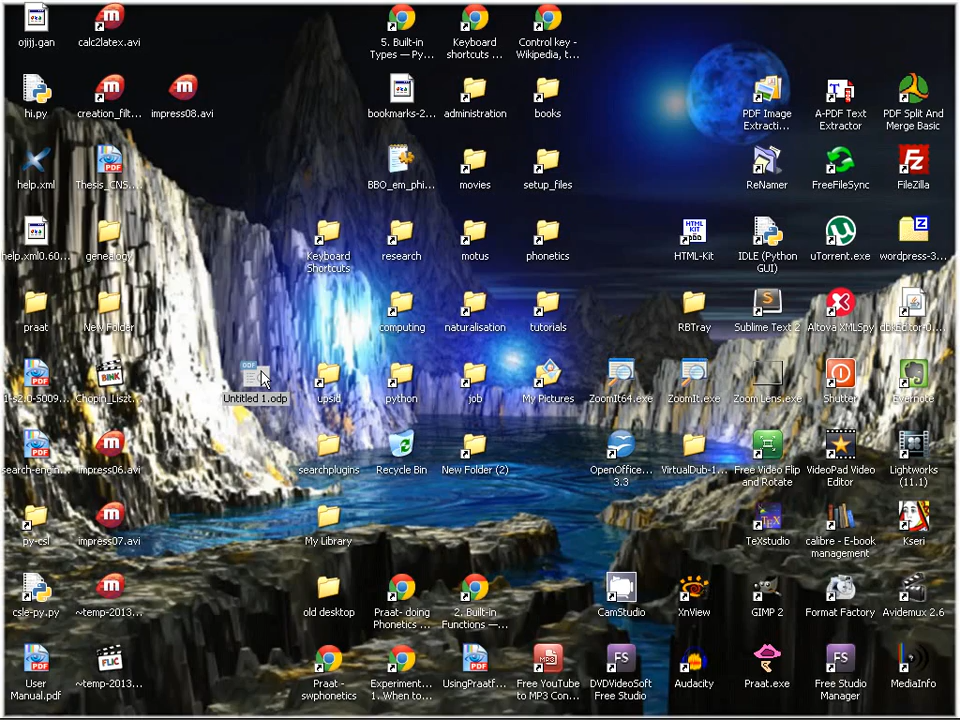 ojijj.gan
calc2latex.avi
5. Built-in
Types — Py...
Keyboard
shortcuts ...
Control key -
Wikipedia, t...
hi.py
creation_filt...
impress08.avi
bookmarks-2...
administration
books
PDF Image
Extracti...
A-PDF Text
Extractor
PDF Split And
Merge Basic
help.xml
Thesis_CNS....
BBO_em_phi...
movies
setup_files
ReNamer
FreeFileSync
FileZilla
help.xml0.60...
genealogy
Keyboard
Shortcuts
research
motus
phonetics
HTML-Kit
IDLE (Python
GUI)
uTorrent.exe
wordpress-3...
praat
New Folder
computing
naturalisation
tutorials
RBTray
Sublime Text 2
Altova XMLSpy
dbkEditor-0....
1-s2.0-S009...
Chopin_Liszt...
Untitled 1.odp
upsid
python
job
My Pictures
ZoomIt64.exe
ZoomIt.exe
Zoom Lens.exe
Shutter
Evernote
search-engin...
impress06.avi
searchplugins
Recycle Bin
New Folder (2)
OpenOffice....
3.3
VirtualDub-1...
Free Video Flip
and Rotate
VideoPad Video
Editor
Lightworks
(11.1)
py-csl
impress07.avi
My Library
TeXstudio
calibre - E-book
management
Kseri
csle-py.py
~temp-2013...
old desktop
Praat- doing
Phonetics ...
2. Built-in
Functions —...
CamStudio
XnView
GIMP 2
Format Factory
Avidemux 2.6
User
Manual.pdf
~temp-2013...
Praat -
swphonetics
Experiment...
1. When to...
UsingPraatf...
Free YouTube
to MP3 Con...
DVDVideoSoft
Free Studio
Audacity
Praat.exe
Free Studio
Manager
MediaInfo